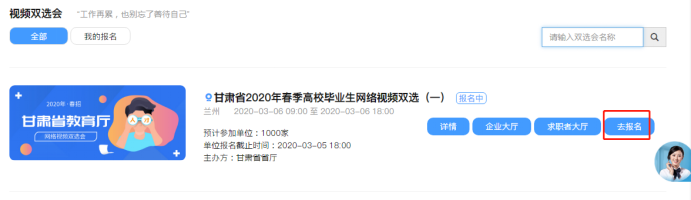 视频双选会 “工作再累，也别忘了善待自己”
全部 我的报名 请输入双选会名称
2020年·春招
甘肃省教育厅
网络视频双选会
甘肃省2020年春季高校毕业生网络视频双选（一） 报名中
兰州 2020-03-06 09:00 至 2020-03-06 18:00
预计参加单位：1000家
单位报名截止时间：2020-03-05 18:00
主办方：甘肃省省厅
详情 企业大厅 求职者大厅 去报名